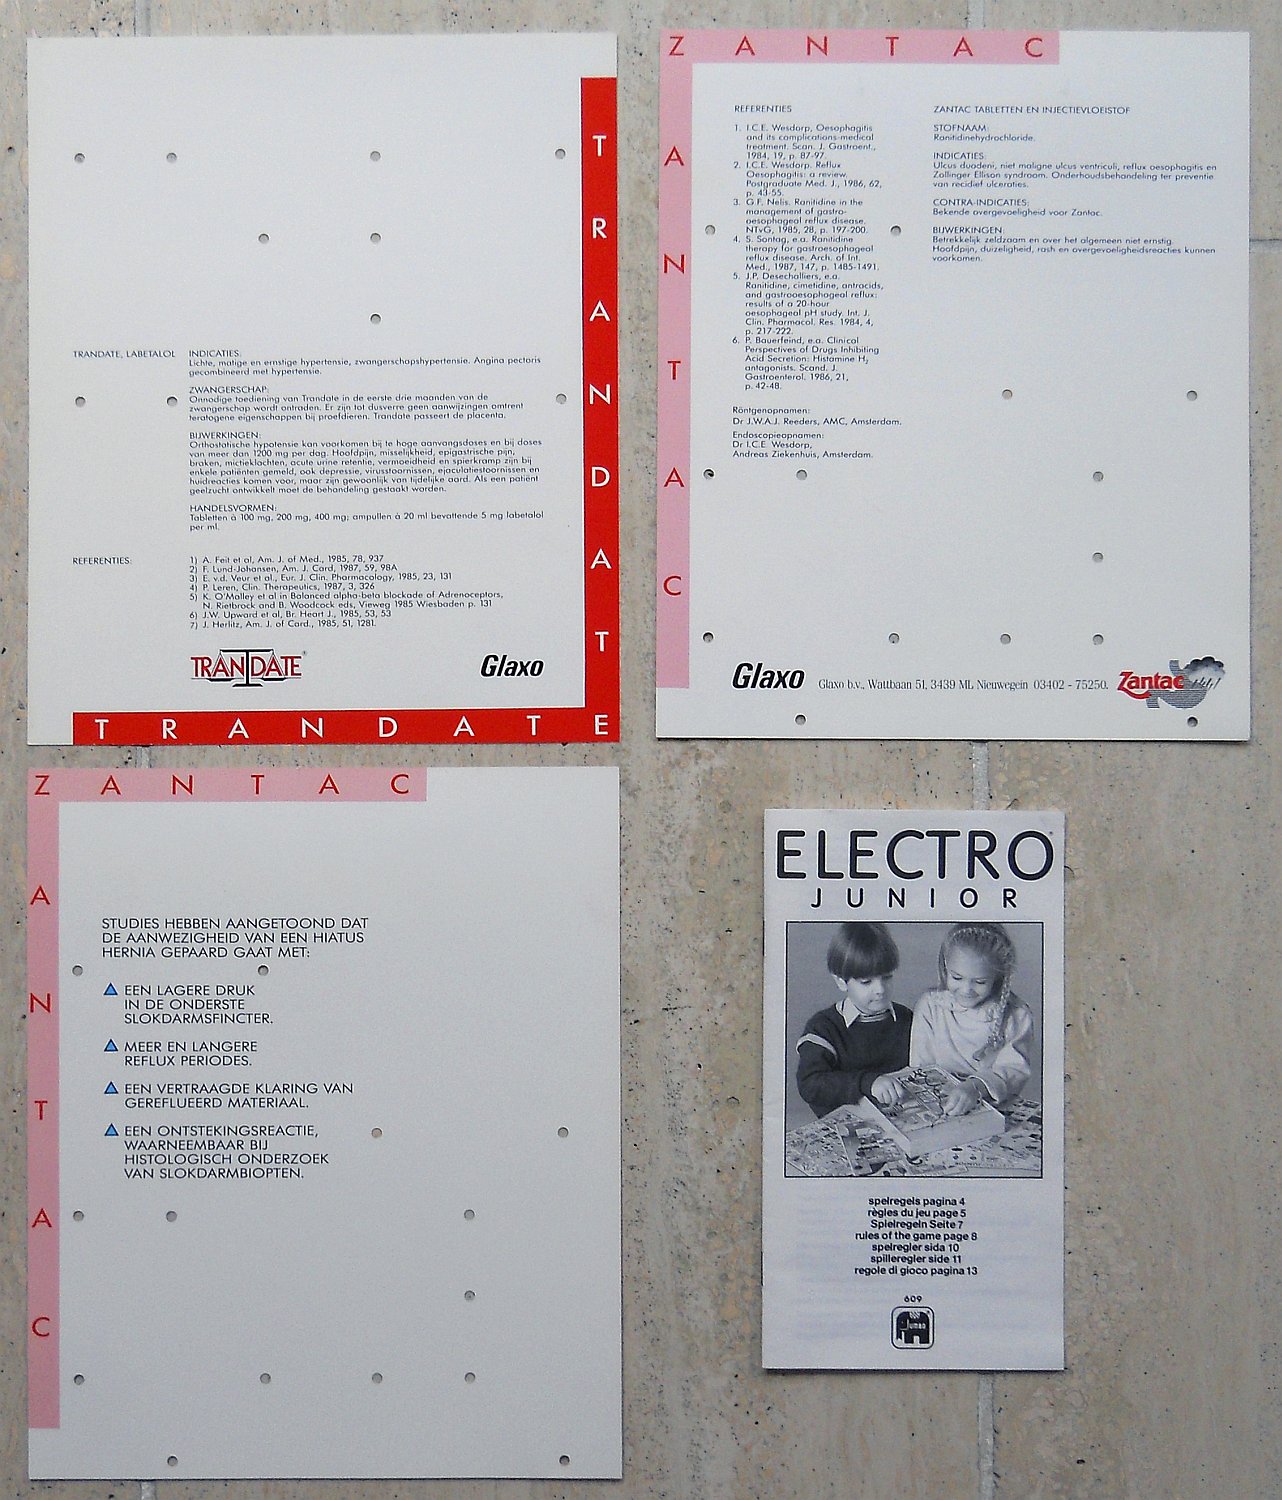 T
R
A
N
D
A
T
TRANDATE, LABETALOL
INDICATIES:
Lichte, matige en ernstige hypertensie, zwangerschapshypertensie. Angina pectoris
gecombineerd met hypertensie.
ZWANGERSCHAP:
Onnodige toediening van Trandate in de eerste drie maanden van de
zwangerschap wordt ontraden. Er zijn tot dusverre geen aanwijzingen omtrent
teratogene eigenschappen bij proefdieren. Trandate passeert de placenta.
BIJWERKINGEN:
Orthostatische hypotensie kan voorkomen bij te hoge aanvangsdoses en bij doses
van meer dan 1200 mg per dag. Hoofdpijn, misselijkheid, epigastrische pijn,
braken, mictieklachten, acute urine retentie, vermoeidheid en spierkramp zijn bij
enkele patiënten gemeld, ook depressie, virusstoornissen, ejaculatiestoornissen en
huidreacties komen voor, maar zijn gewoonlijk van tijdelijke aard. Als een patiënt
geelzucht ontwikkelt moet de behandeling gestaakt worden.
HANDELSVORMEN:
Tabletten à 100 mg, 200 mg, 400 mg; ampullen à 20 ml bevattende 5 mg labetalol
per ml.
REFERENTIES:
1) A. Feit et al, Am. J. of Med., 1985, 78, 937
2) F. Lund-Johansen, Am. J. Card, 1987, 59, 98A
3) E. v.d. Veur et al., Eur. J. Clin. Pharmacology, 1985, 23, 131
4) P. Leren, Clin. Therapeutics, 1987, 3, 326
5) K. O'Malley et al in Balanced alpha-beta blockade of Adrenoceptors,
N. Rietbrock and B. Woodcock eds, Vieweg 1985 Wiesbaden p. 131
6) J.W. Upward et al, Br. Heart J., 1985, 53, 53
7) J. Herlitz, Am. J. of Card., 1985, 51, 1281.
TRANDATE®
Glaxo
T R A N D A T E
Z A N T A C
A
N
T
A
C
REFERENTIES
1. I.C.E. Wesdorp, Oesophagitis
and its complications-medical
treatment. Scan. J. Gastroent.,
1984, 19, p. 87-97.
2. I.C.E. Wesdorp. Reflux
Oesophagitis: a review.
Postgraduate Med. J., 1986, 62,
p. 43-55.
3. G.F. Nelis. Ranitidine in the
management of gastro-
oesophageal reflux disease.
NTvG, 1985, 28, p. 197-200.
4. S. Sontag, e.a. Ranitidine
therapy for gastroesophageal
reflux disease. Arch. of Int.
Med., 1987, 147, p. 1485-1491.
5. J.P. Desechalliers, e.a.
Ranitidine, cimetidine, antracids,
and gastrooesophageal reflux:
results of a 20-hour
oesophageal pH study. Int. J.
Clin. Pharmacol. Res. 1984, 4,
p. 217-222.
6. P. Bauerfeind, e.a. Clinical
Perspectives of Drugs Inhibiting
Acid Secretion: Histamine H₂
antagonists. Scand. J.
Gastroenterol. 1986, 21,
p. 42-48.
Röntgenopnamen:
Dr J.W.A.J. Reeders, AMC, Amsterdam.
Endoscopieopnamen:
Dr I.C.E. Wesdorp,
Andreas Ziekenhuis, Amsterdam.
ZANTAC TABLETTEN EN INJECTIEVLOEISTOF
STOFNAAM:
Ranitidinehydrochloride.
INDICATIES:
Ulcus duodeni, niet maligne ulcus ventriculi, reflux oesophagitis en
Zollinger Ellison syndroom. Onderhoudsbehandeling ter preventie
van recidief ulceraties.
CONTRA-INDICATIES:
Bekende overgevoeligheid voor Zantac.
BIJWERKINGEN:
Betrekkelijk zeldzaam en over het algemeen niet ernstig.
Hoofdpijn, duizeligheid, rash en overgevoeligheidsreacties kunnen
voorkomen.
Glaxo
Glaxo b.v., Wattbaan 51, 3439 ML Nieuwegein 03402 - 75250.
Zantac
Z A N T A C
A
N
T
A
C
STUDIES HEBBEN AANGETOOND DAT
DE AANWEZIGHEID VAN EEN HIATUS
HERNIA GEPAARD GAAT MET:
EEN LAGERE DRUK
IN DE ONDERSTE
SLOKDARMSFINCTER.
MEER EN LANGERE
REFLUX PERIODES.
EEN VERTRAAGDE KLARING VAN
GEREFLUEERD MATERIAAL.
EEN ONTSTEKINGSREACTIE,
WAARNEEMBAAR BIJ
HISTOLOGISCH ONDERZOEK
VAN SLOKDARMBIOPTEN.
ELECTRO
JUNIOR
spelregels pagina 4
règles du jeu page 5
Spielregeln Seite 7
rules of the game page 8
spelregler sida 10
spilleregler side 11
regole di gioco pagina 13
609
Jumbo